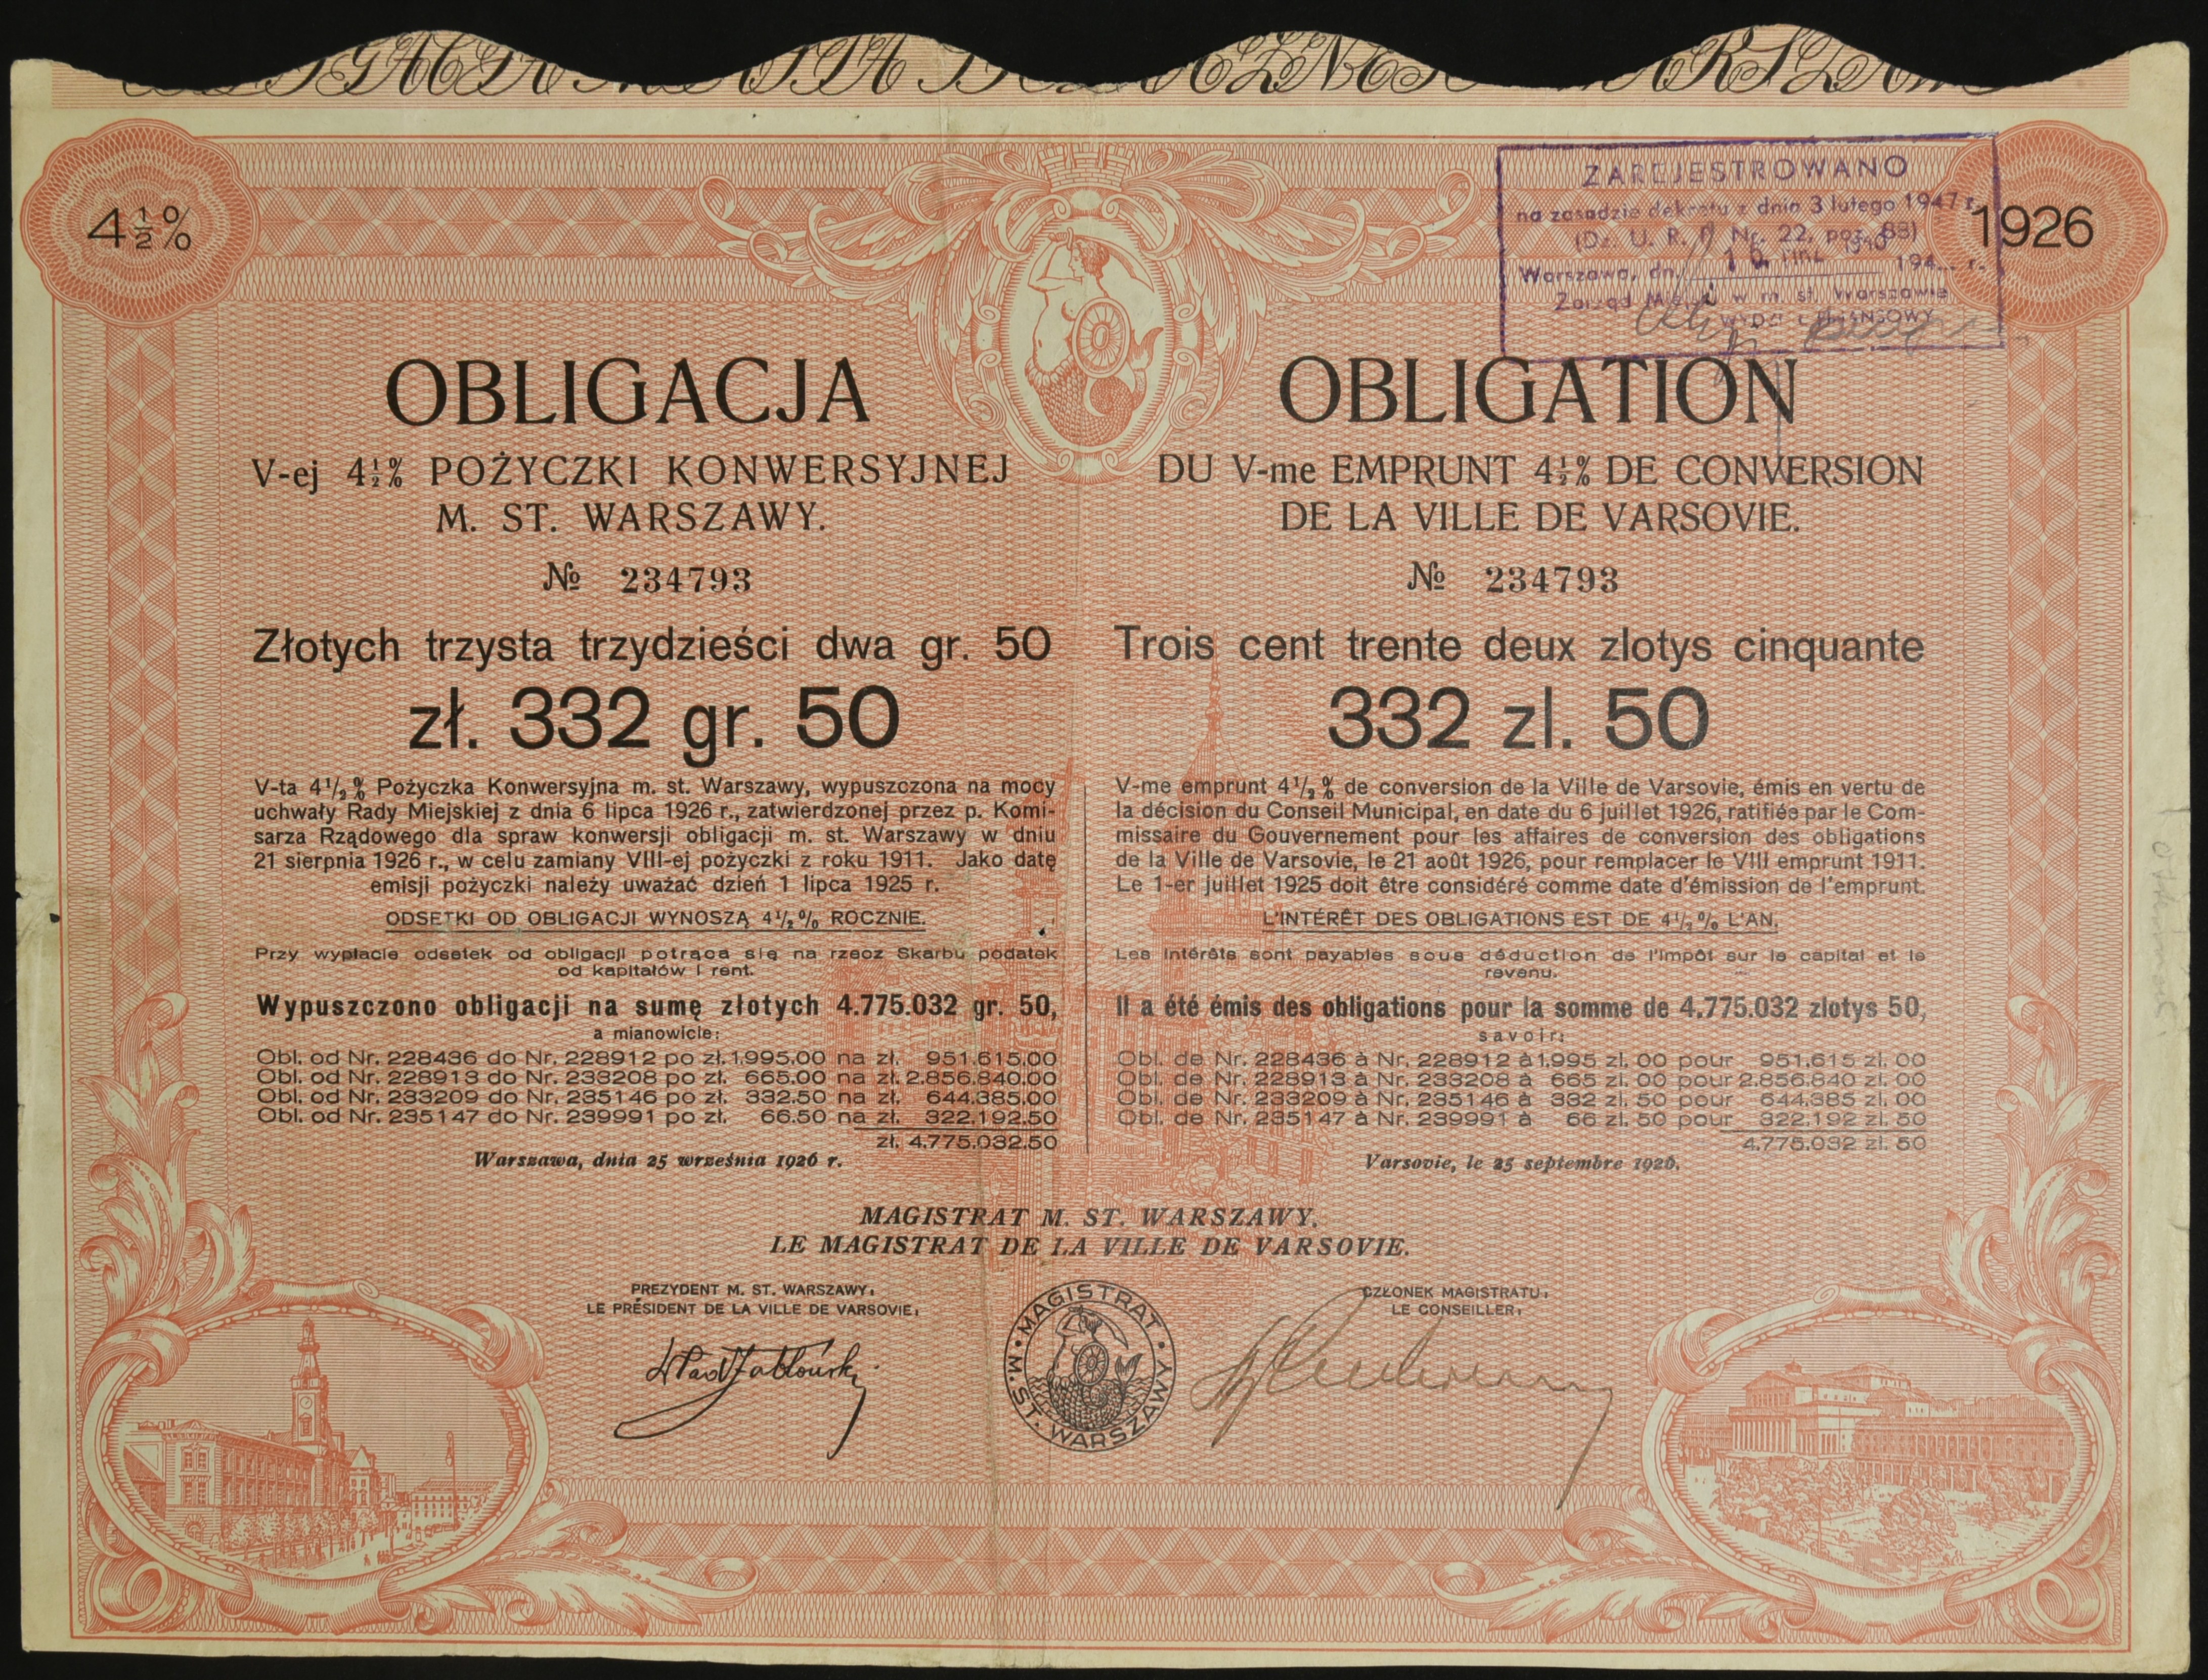 4½%
1926
ZAREJESTROWANO
na zasadzie dekretu z dnia 3 lutego 1947 r.
(Dz. U. R. P. Nr. 22, poz. 88)
Warszawa, dn. 194 r.
Zarząd Miejski w m. st. Warszawie
WYDZIAŁ FINANSOWY
OBLIGACJA
V-ej 4½% POŻYCZKI KONWERSYJNEJ
M. ST. WARSZAWY.
№ 234793
Złotych trzysta trzydzieści dwa gr. 50
zł. 332 gr. 50
V-ta 4½% Pożyczka Konwersyjna m. st. Warszawy, wypuszczona na mocy
uchwały Rady Miejskiej z dnia 6 lipca 1926 r., zatwierdzonej przez p. Komi-
sarza Rządowego dla spraw konwersji obligacji m. st. Warszawy w dniu
21 sierpnia 1926 r., w celu zamiany VIII-ej pożyczki z roku 1911. Jako datę
emisji pożyczki należy uważać dzień 1 lipca 1925 r.
ODSETKI OD OBLIGACJI WYNOSZĄ 4½% ROCZNIE.
Przy wypłacie odsetek od obligacji potrąca się na rzecz Skarbu podatek
od kapitałów i rent.
Wypuszczono obligacji na sumę złotych 4.775.032 gr. 50,
a mianowicie:
Obl. od Nr. 228436 do Nr. 228912 po zł. 1.995.00 na zł. 951.615.00
Obl. od Nr. 228913 do Nr. 233208 po zł. 665.00 na zł. 2.856.840.00
Obl. od Nr. 233209 do Nr. 235146 po zł. 332.50 na zł. 644.385.00
Obl. od Nr. 235147 do Nr. 239991 po zł. 66.50 na zł. 322.192.50
zł. 4.775.032.50
Warszawa, dnia 25 września 1926 r.
OBLIGATION
DU V-me EMPRUNT 4½% DE CONVERSION
DE LA VILLE DE VARSOVIE.
№ 234793
Trois cent trente deux zlotys cinquante
332 zl. 50
V-me emprunt 4½% de conversion de la Ville de Varsovie, émis en vertu de
la décision du Conseil Municipal, en date du 6 juillet 1926, ratifiée par le Com-
missaire du Gouvernement pour les affaires de conversion des obligations
de la Ville de Varsovie, le 21 août 1926, pour remplacer le VIII emprunt 1911.
Le 1-er juillet 1925 doit être considéré comme date d'émission de l'emprunt.
L'INTÉRÊT DES OBLIGATIONS EST DE 4½% L'AN.
Les intérêts sont payables sous déduction de l'impôt sur le capital et le
revenu.
Il a été émis des obligations pour la somme de 4.775.032 zlotys 50,
savoir:
Obl. de Nr. 228436 à Nr. 228912 à 1.995 zl. 00 pour 951.615 zl. 00
Obl. de Nr. 228913 à Nr. 233208 à 665 zl. 00 pour 2.856.840 zl. 00
Obl. de Nr. 233209 à Nr. 235146 à 332 zl. 50 pour 644.385 zl. 00
Obl. de Nr. 235147 à Nr. 239991 à 66 zl. 50 pour 322.192 zl. 50
4.775.032 zl. 50
Varsovie, le 25 septembre 1926.
MAGISTRAT M. ST. WARSZAWY.
LE MAGISTRAT DE LA VILLE DE VARSOVIE.
PREZYDENT M. ST. WARSZAWY:
LE PRÉSIDENT DE LA VILLE DE VARSOVIE:
MAGISTRAT M. ST. WARSZAWY
CZŁONEK MAGISTRATU:
LE CONSEILLER: